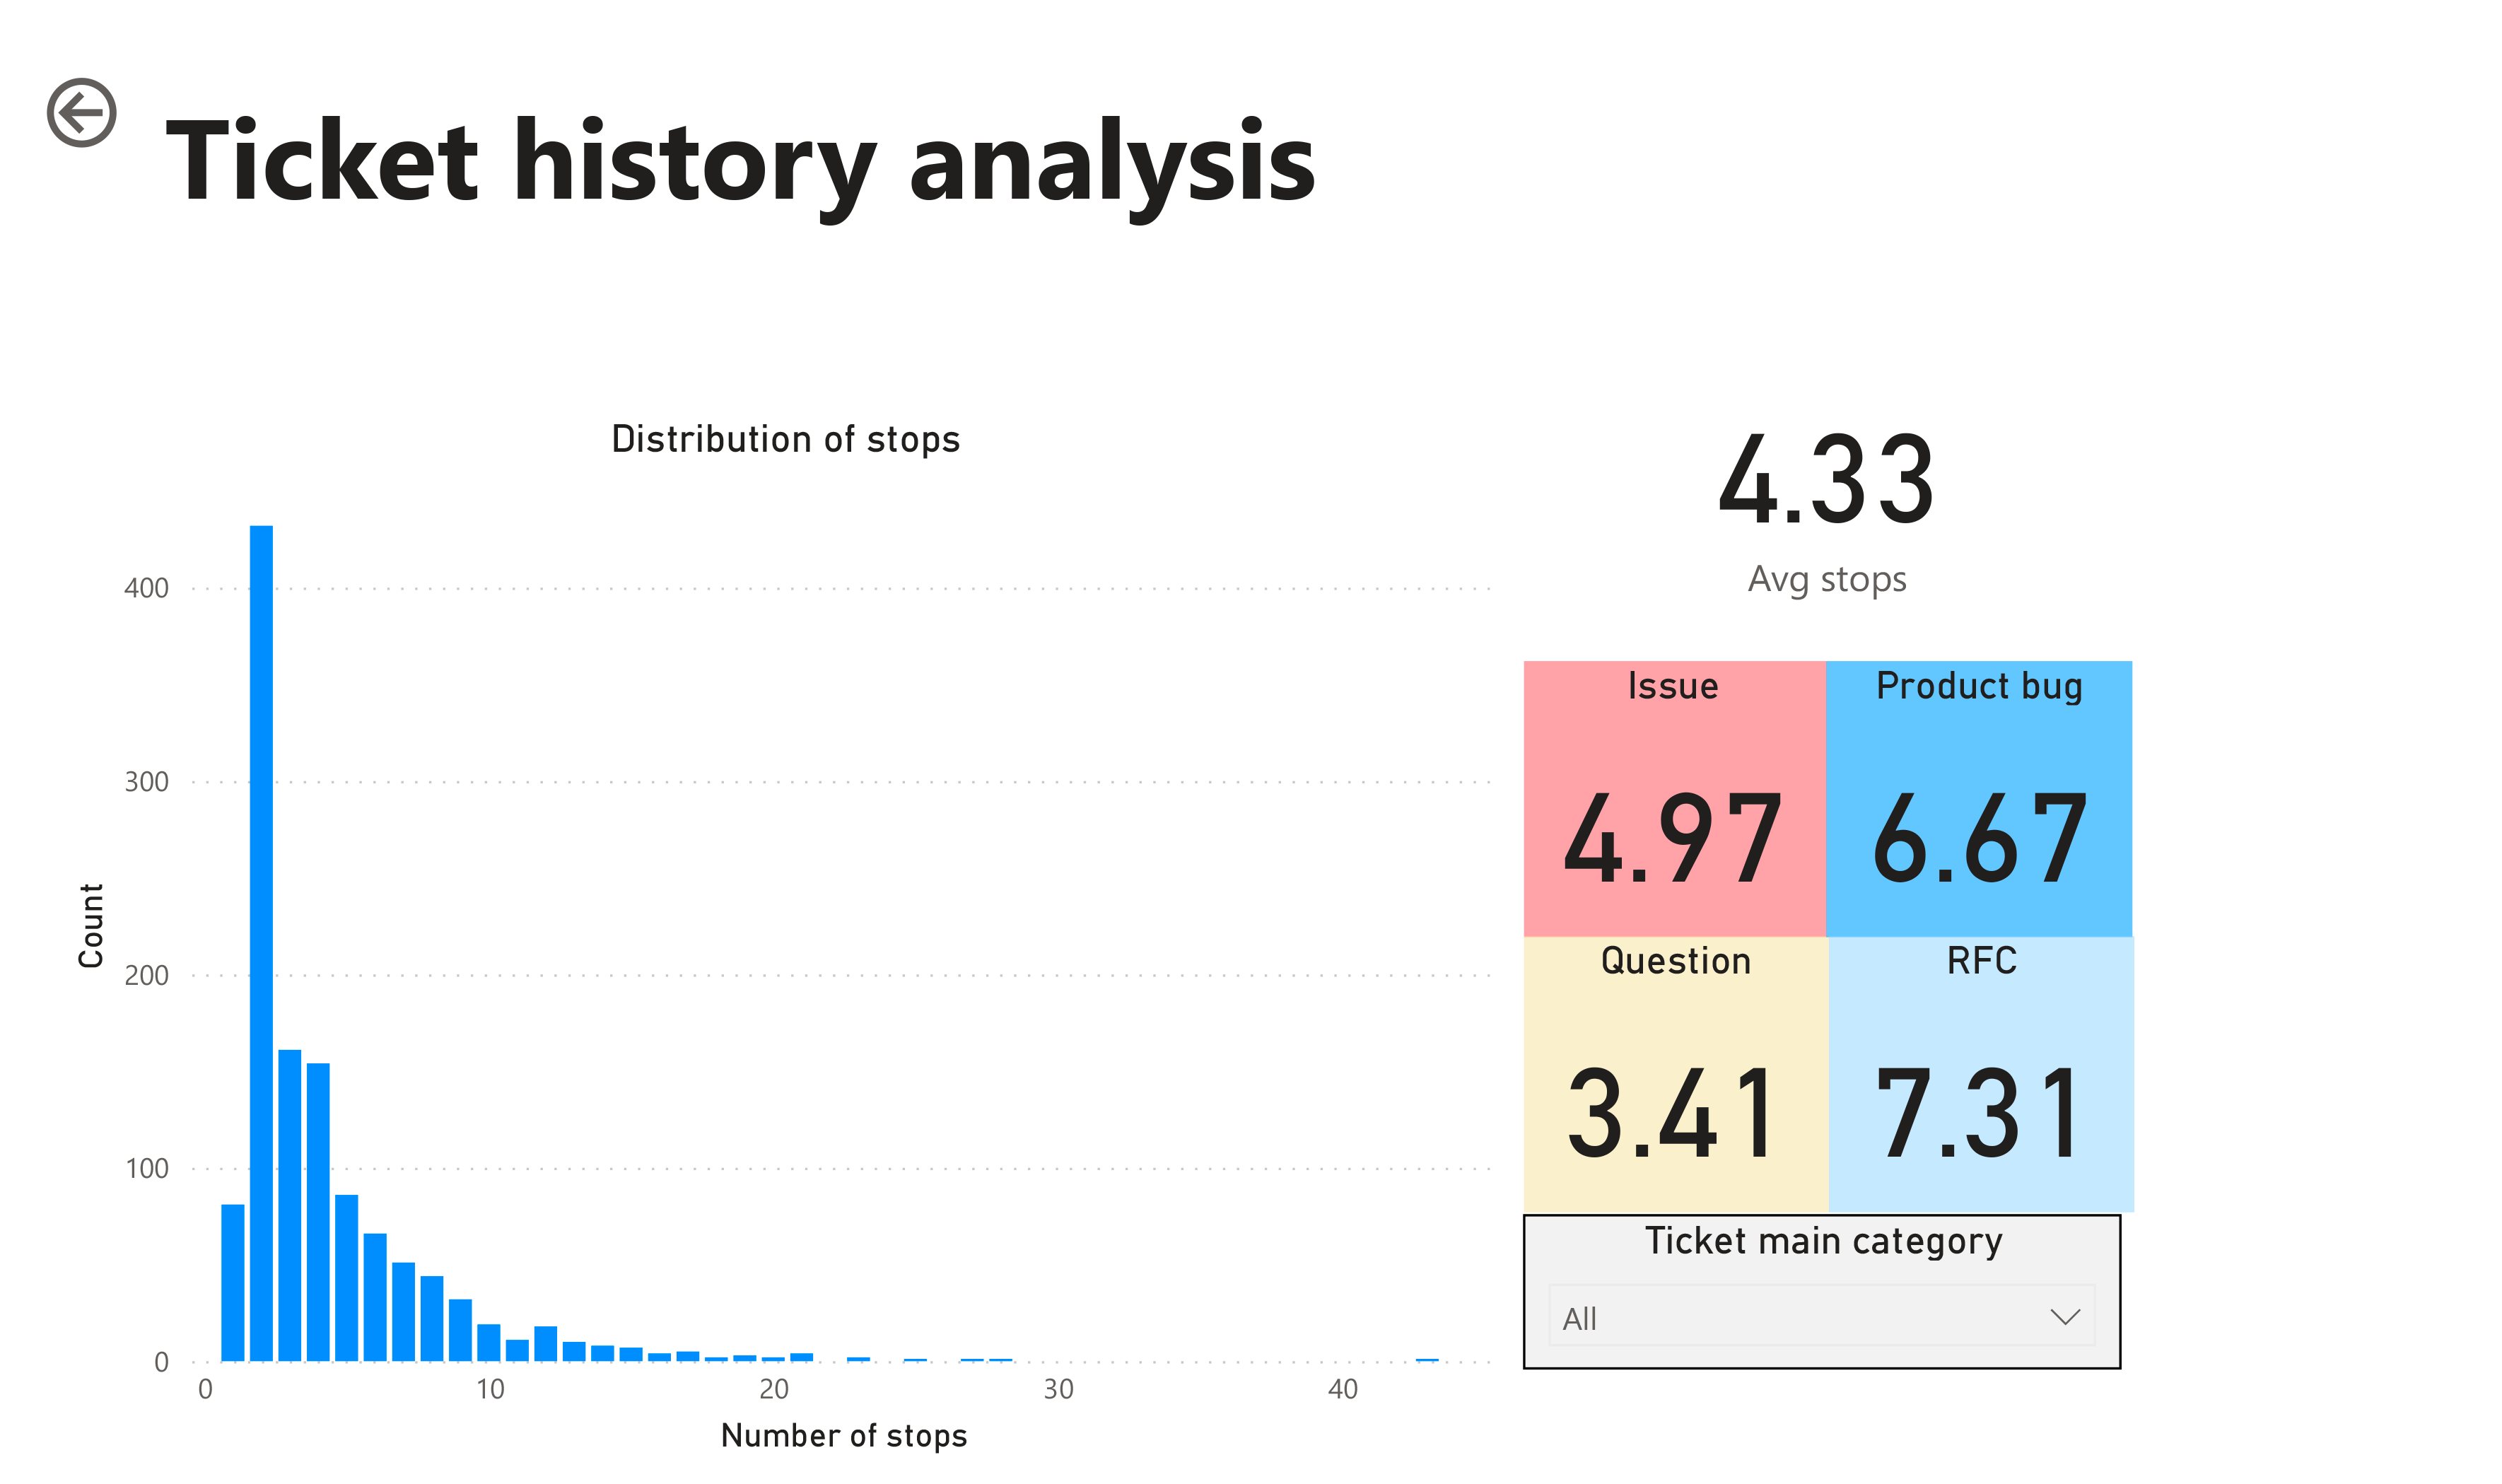 Ticket history analysis
Distribution of stops
400
300
200
100
0
Count
0 10 20 30 40
Number of stops
4.33
Avg stops
Issue
4.97
Product bug
6.67
Question
3.41
RFC
7.31
Ticket main category
All